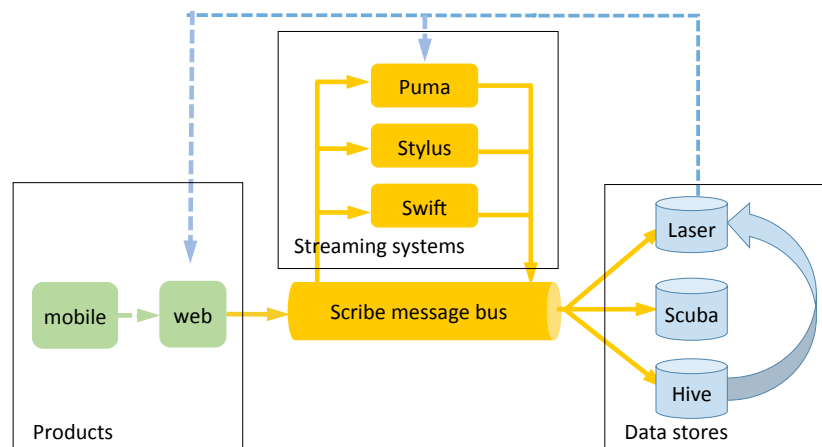 Puma
Stylus
Swift
Streaming systems
mobile
web
Products
Scribe message bus
Laser
Scuba
Hive
Data stores